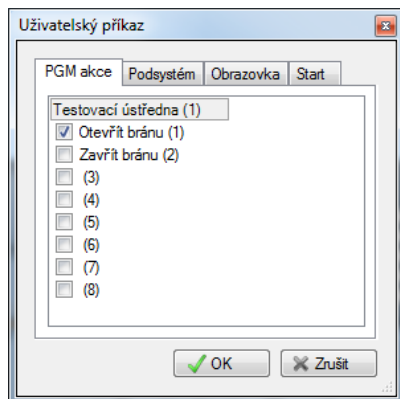 Uživatelský příkaz
PGM akce Podsystém Obrazovka Start
Testovací ústředna (1)
Otevřít bránu (1)
Zavřít bránu (2)
(3)
(4)
(5)
(6)
(7)
(8)
OK Zrušit